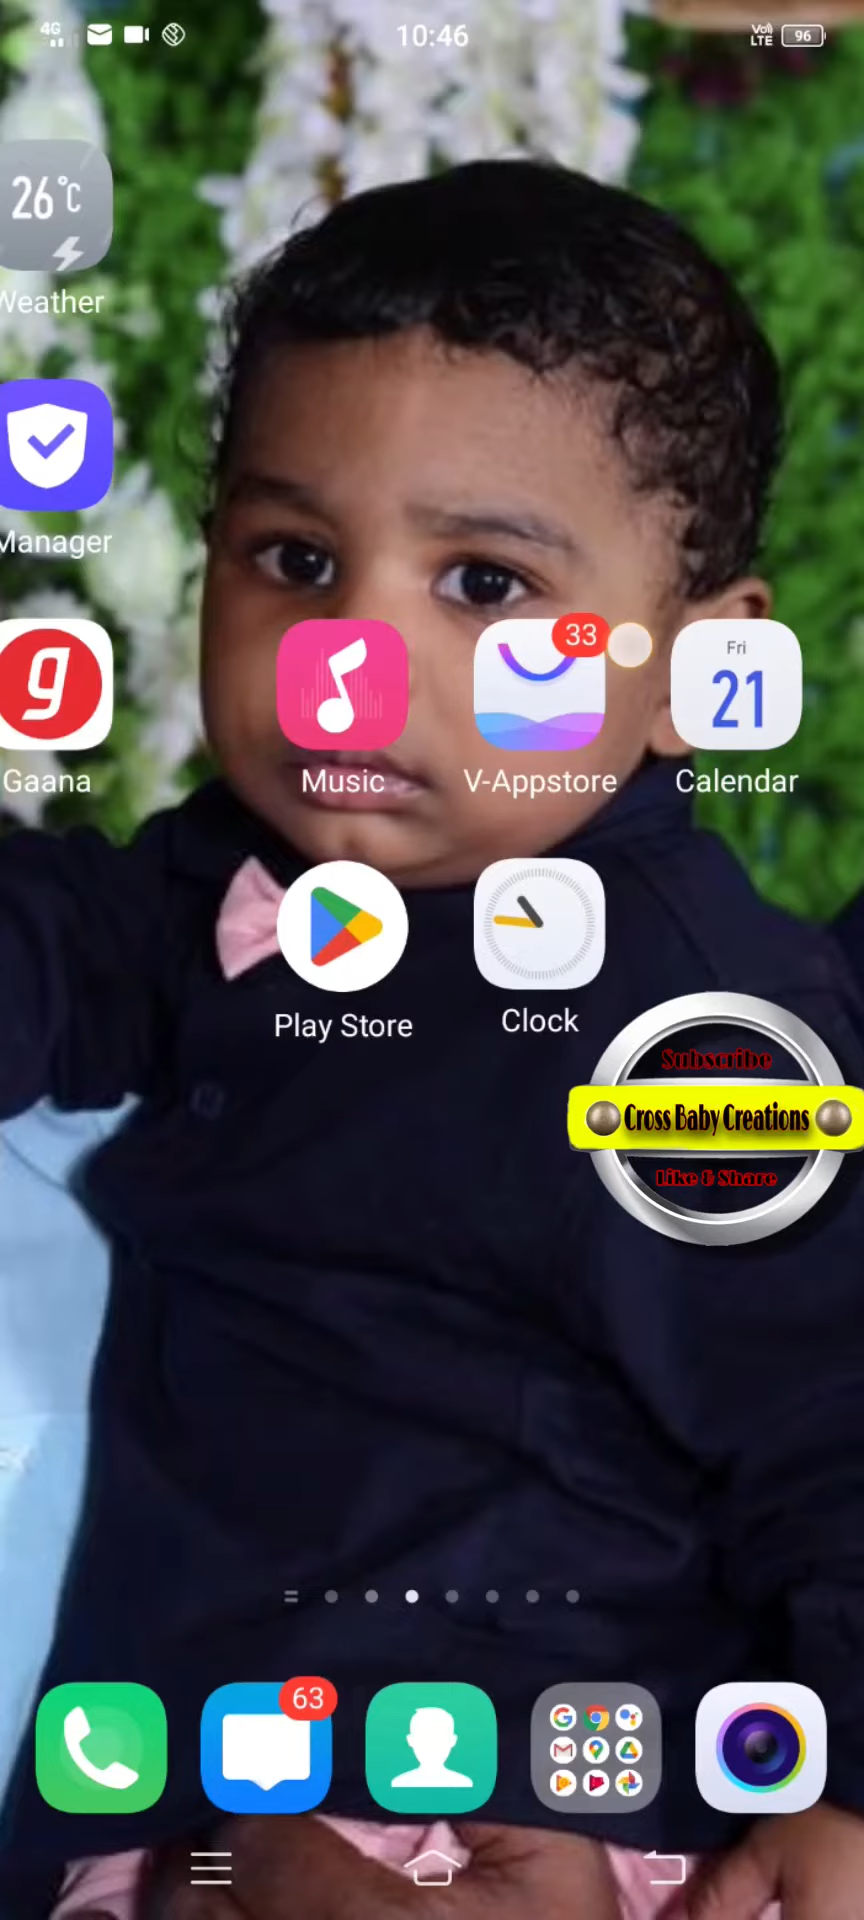 4G
10:46
VoI)
LTE
96
26°C
Weather
Manager
Gaana
Music
33
V-Appstore
Fri
21
Calendar
Play Store
Clock
Subscribe
Cross Baby Creations
Like & Share
63